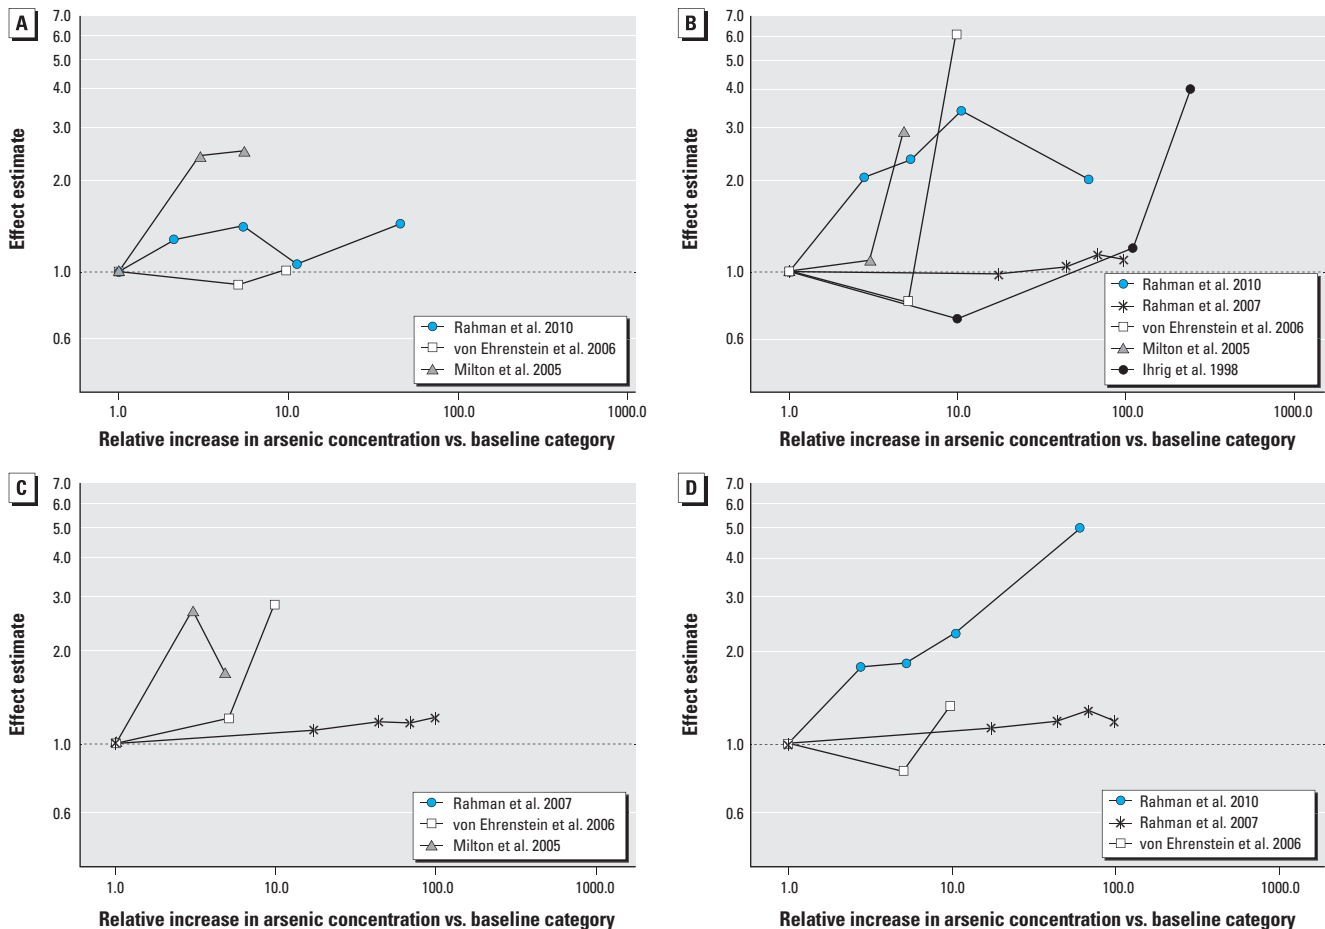 A
7.0
6.0
5.0
4.0
3.0
2.0
1.0
0.6
Effect estimate
Rahman et al. 2010
von Ehrenstein et al. 2006
Milton et al. 2005
1.0 10.0 100.0 1000.0
Relative increase in arsenic concentration vs. baseline category
B
7.0
6.0
5.0
4.0
3.0
2.0
1.0
0.6
Effect estimate
Rahman et al. 2010
Rahman et al. 2007
von Ehrenstein et al. 2006
Milton et al. 2005
Ihrig et al. 1998
1.0 10.0 100.0 1000.0
Relative increase in arsenic concentration vs. baseline category
C
7.0
6.0
5.0
4.0
3.0
2.0
1.0
0.6
Effect estimate
Rahman et al. 2007
von Ehrenstein et al. 2006
Milton et al. 2005
1.0 10.0 100.0 1000.0
Relative increase in arsenic concentration vs. baseline category
D
7.0
6.0
5.0
4.0
3.0
2.0
1.0
0.6
Effect estimate
Rahman et al. 2010
Rahman et al. 2007
von Ehrenstein et al. 2006
1.0 10.0 100.0 1000.0
Relative increase in arsenic concentration vs. baseline category